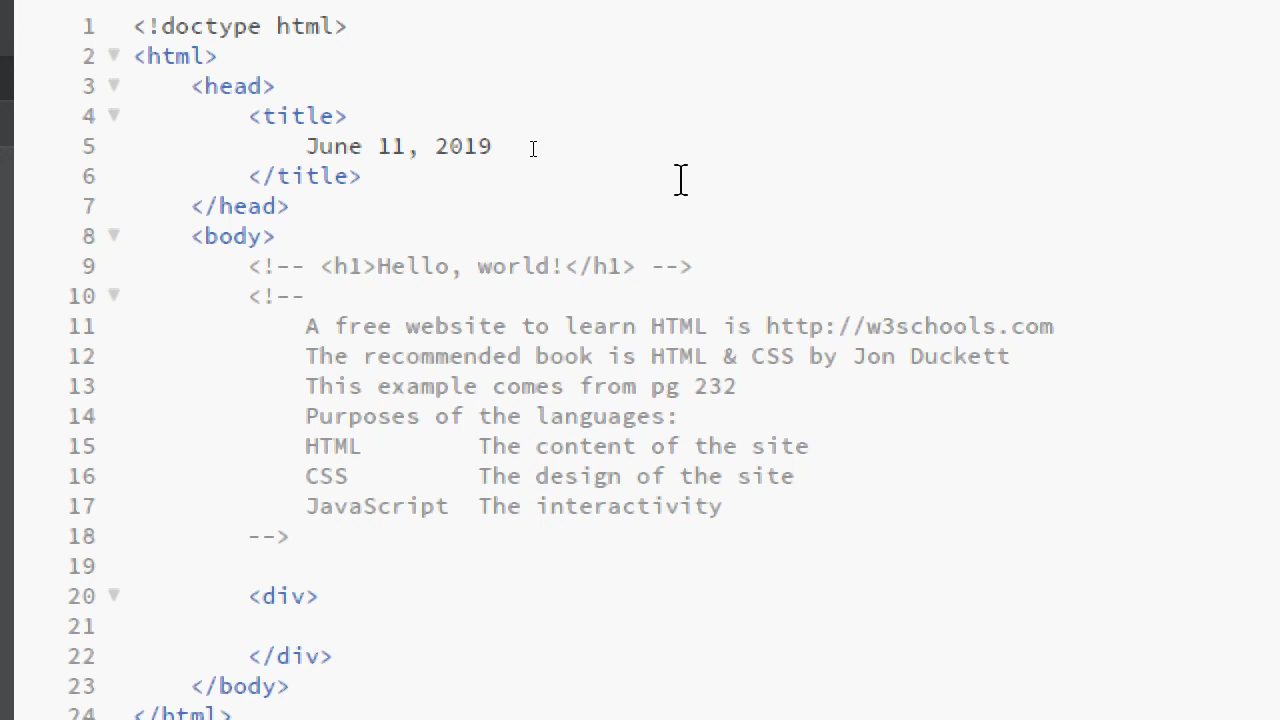 1 <!doctype html>
2 <html>
3 <head>
4 <title>
5 June 11, 2019
6 </title>
7 </head>
8 <body>
9 <!-- <h1>Hello, world!</h1> -->
10 <!--
11 A free website to learn HTML is http://w3schools.com
12 The recommended book is HTML & CSS by Jon Duckett
13 This example comes from pg 232
14 Purposes of the languages:
15 HTML The content of the site
16 CSS The design of the site
17 JavaScript The interactivity
18 -->
19
20 <div>
21
22 </div>
23 </body>
24 </html>